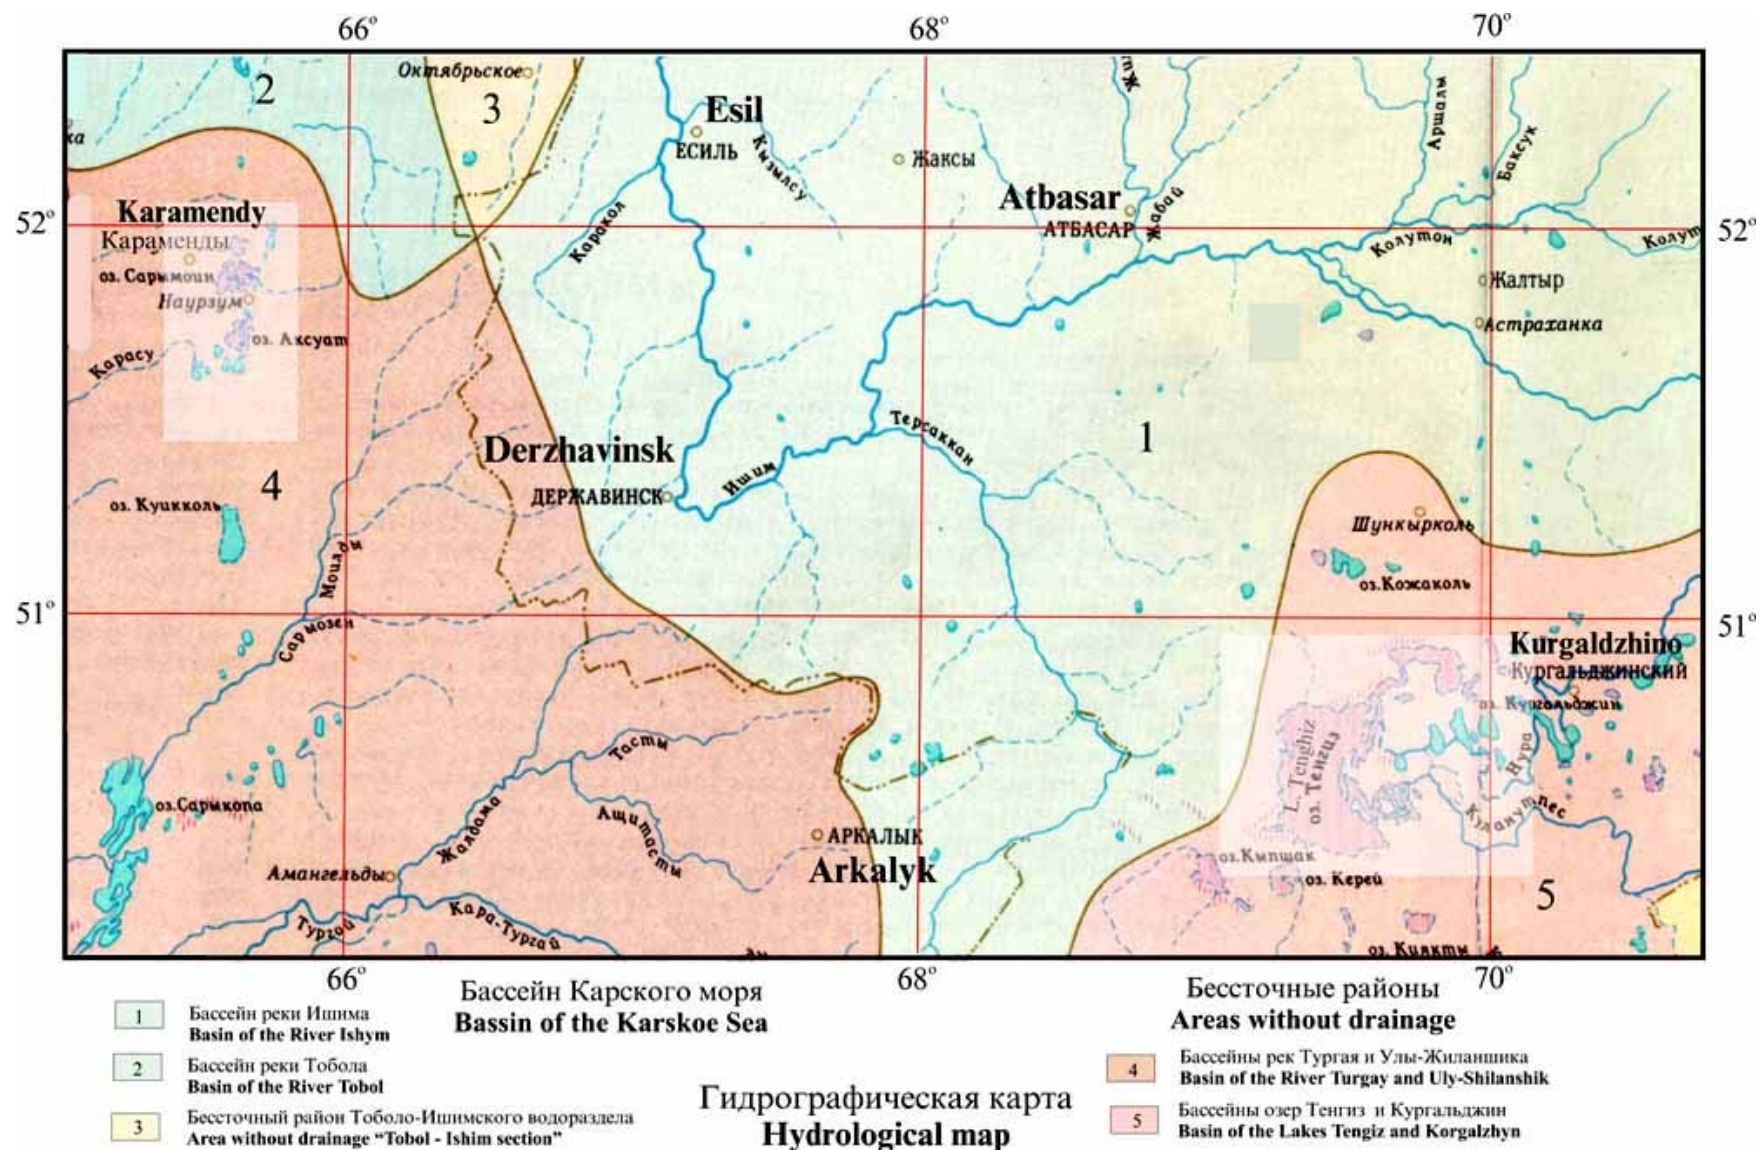 66°
68°
70°
2
Октябрьское
3
Esil
ЕСИЛЬ
Кызылсу
Жаксы
Аршалы
Баксук
ка
Karamendy
Караменды
52°
Atbasar
АТБАСАР
Жабай
52°
Каракол
Колутон
оз. Сарымоин
Наурзум
Жалтыр
Астраханка
оз. Аксуат
Карасу
Терсаккан
1
Derzhavinsk
ДЕРЖАВИНСК
Ишим
4
оз. Куикколь
Шункырколь
Моилды
оз.Кожаколь
51°
51°
Сарыозен
Kurgaldzhino
Кургальджинский
оз. Кургальджин
L. Tenghiz
оз. Тенгиз
Нура
Тасты
оз.Сарыкопа
Куланутпес
Жалдама
Ащитасты
АРКАЛЫК
Arkalyk
оз.Кыпшак
оз. Керей
Амангельды
5
Тургай
Кара-Тургай
оз. Киякты
66°
68°
70°
Бассейн Карского моря
Bassin of the Karskoe Sea
1
Бассейн реки Ишима
Basin of the River Ishym
2
Бассейн реки Тобола
Basin of the River Tobol
3
Бессточный район Тоболо-Ишимского водораздела
Area without drainage “Tobol - Ishim section”
Гидрографическая карта
Hydrological map
Бессточные районы
Areas without drainage
4
Бассейны рек Тургая и Улы-Жиланшика
Basin of the River Turgay and Uly-Shilanshik
5
Бассейны озер Тенгиз и Кургальджин
Basin of the Lakes Tengiz and Korgalzhyn